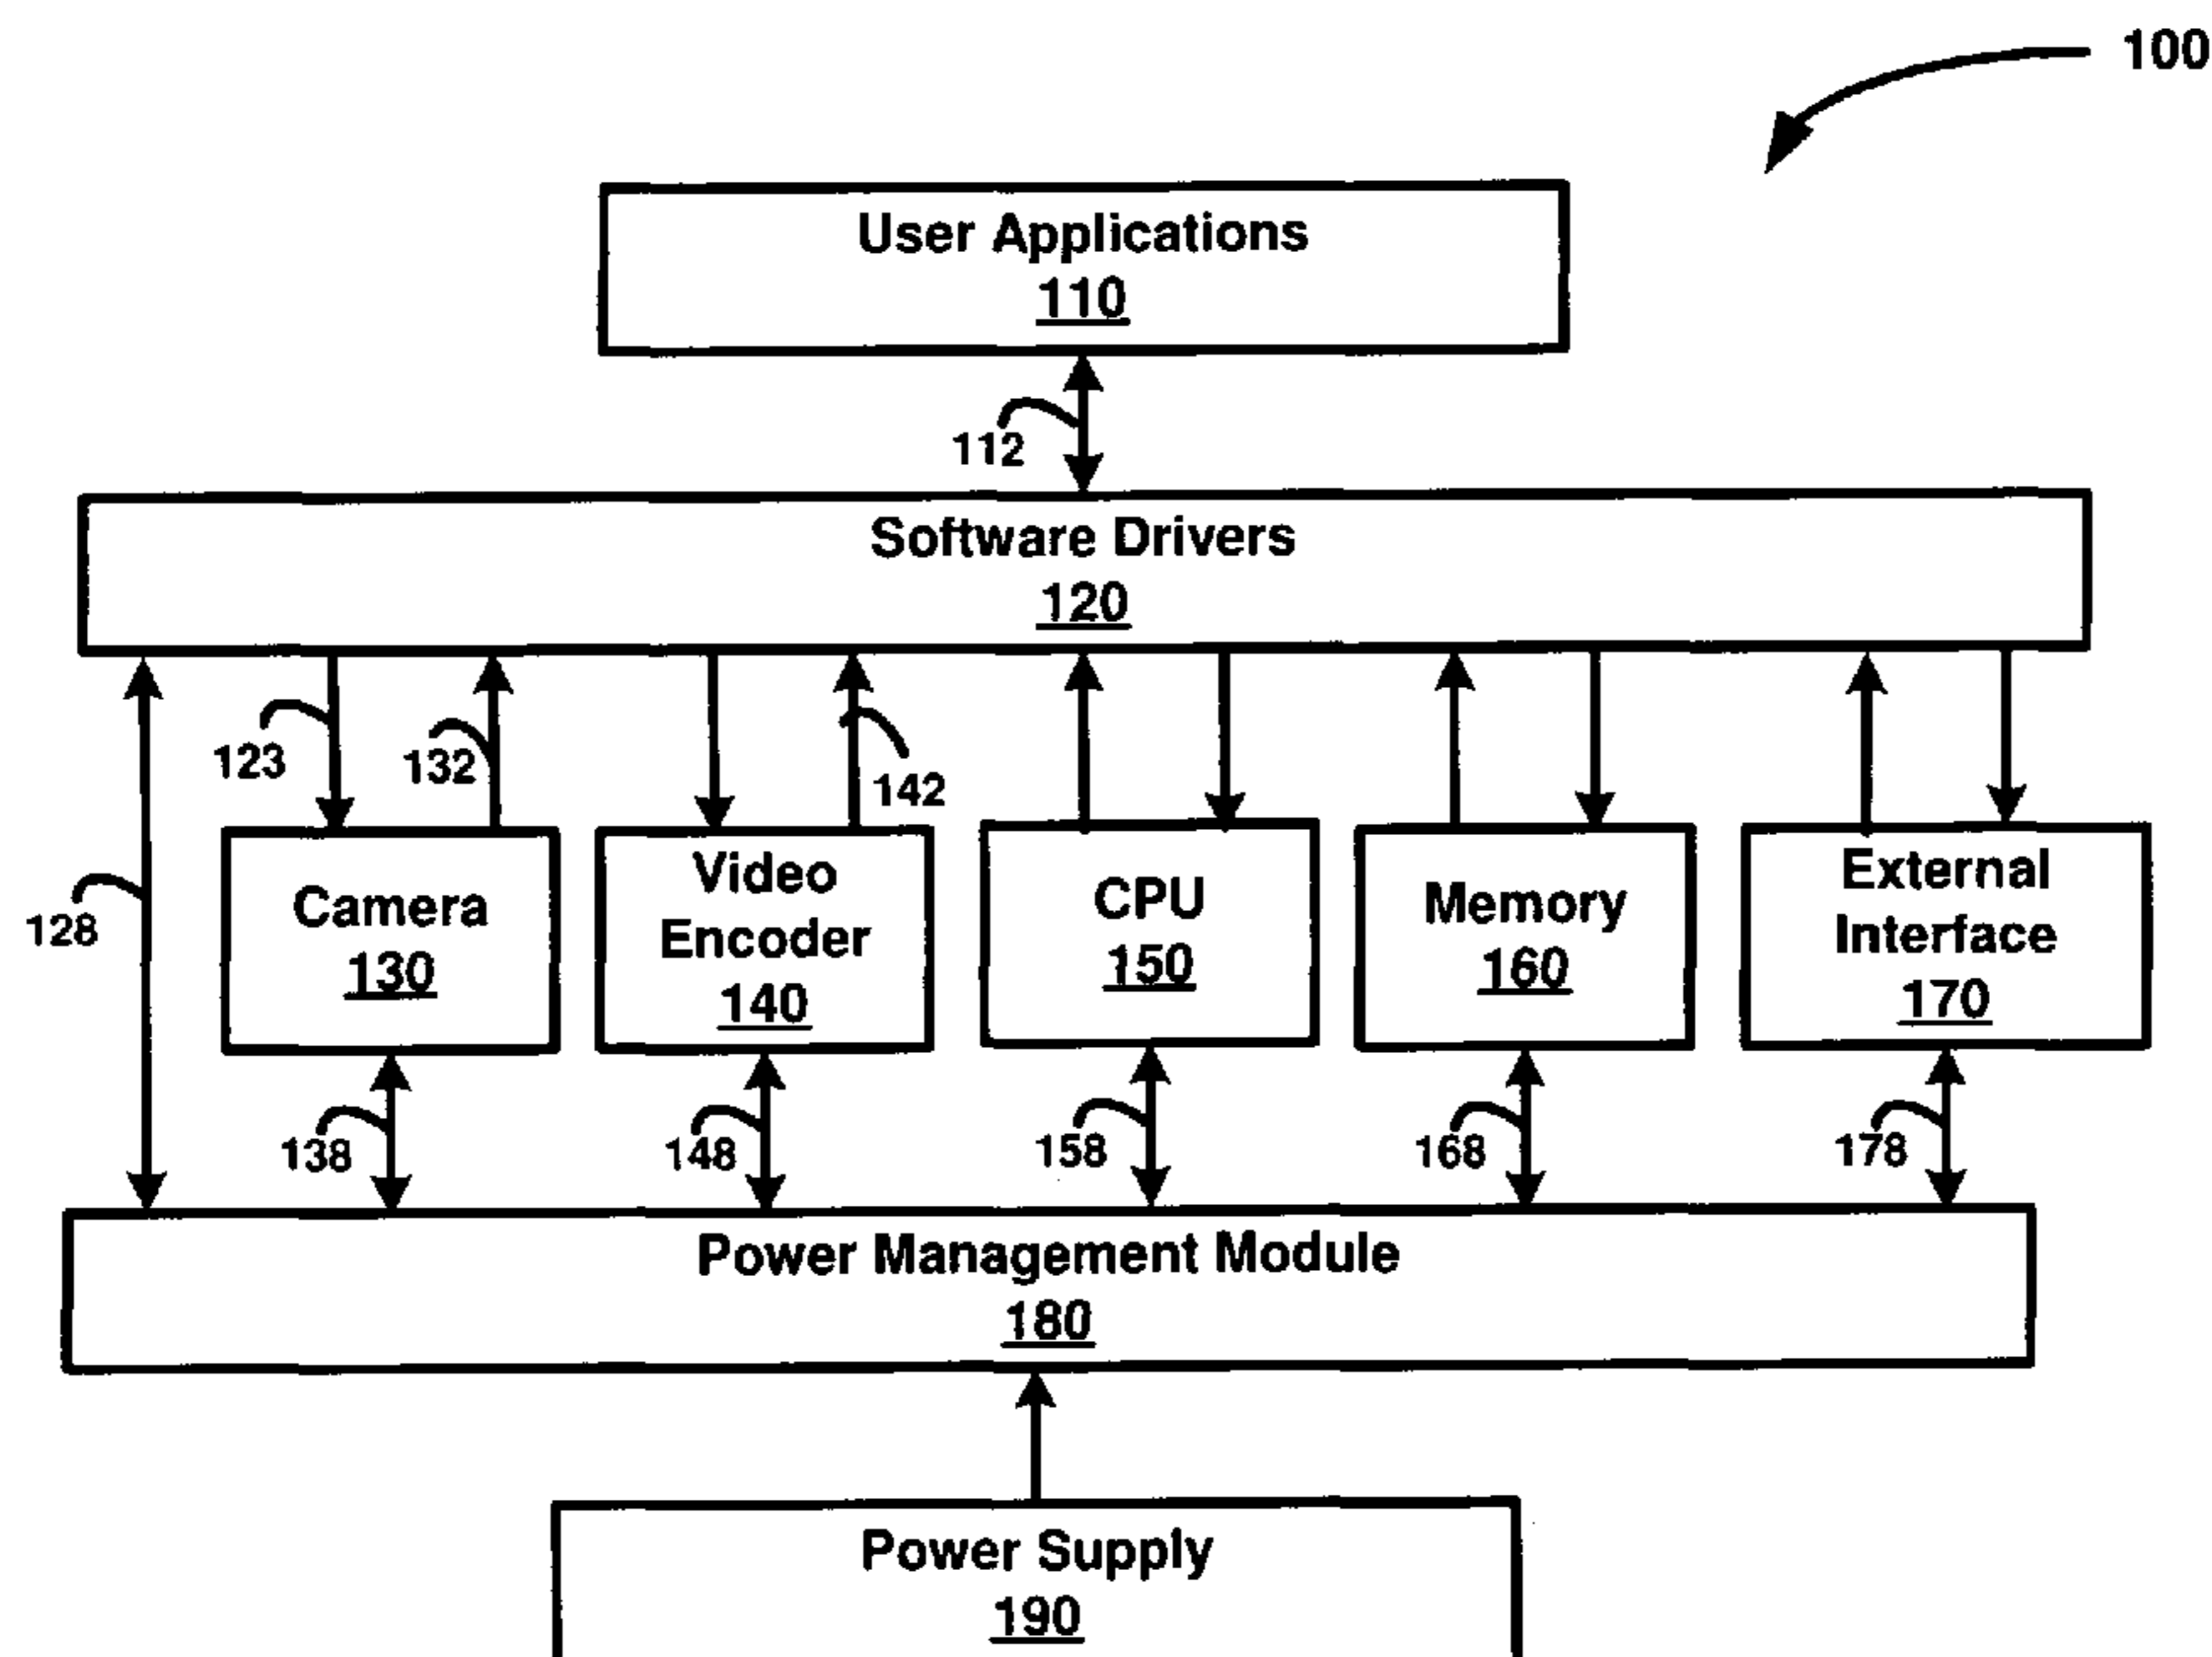 100
User Applications
110
112
Software Drivers
120
123
132
142
128
Camera
130
Video
Encoder
140
CPU
150
Memory
160
External
Interface
170
138
148
158
168
178
Power Management Module
180
Power Supply
190